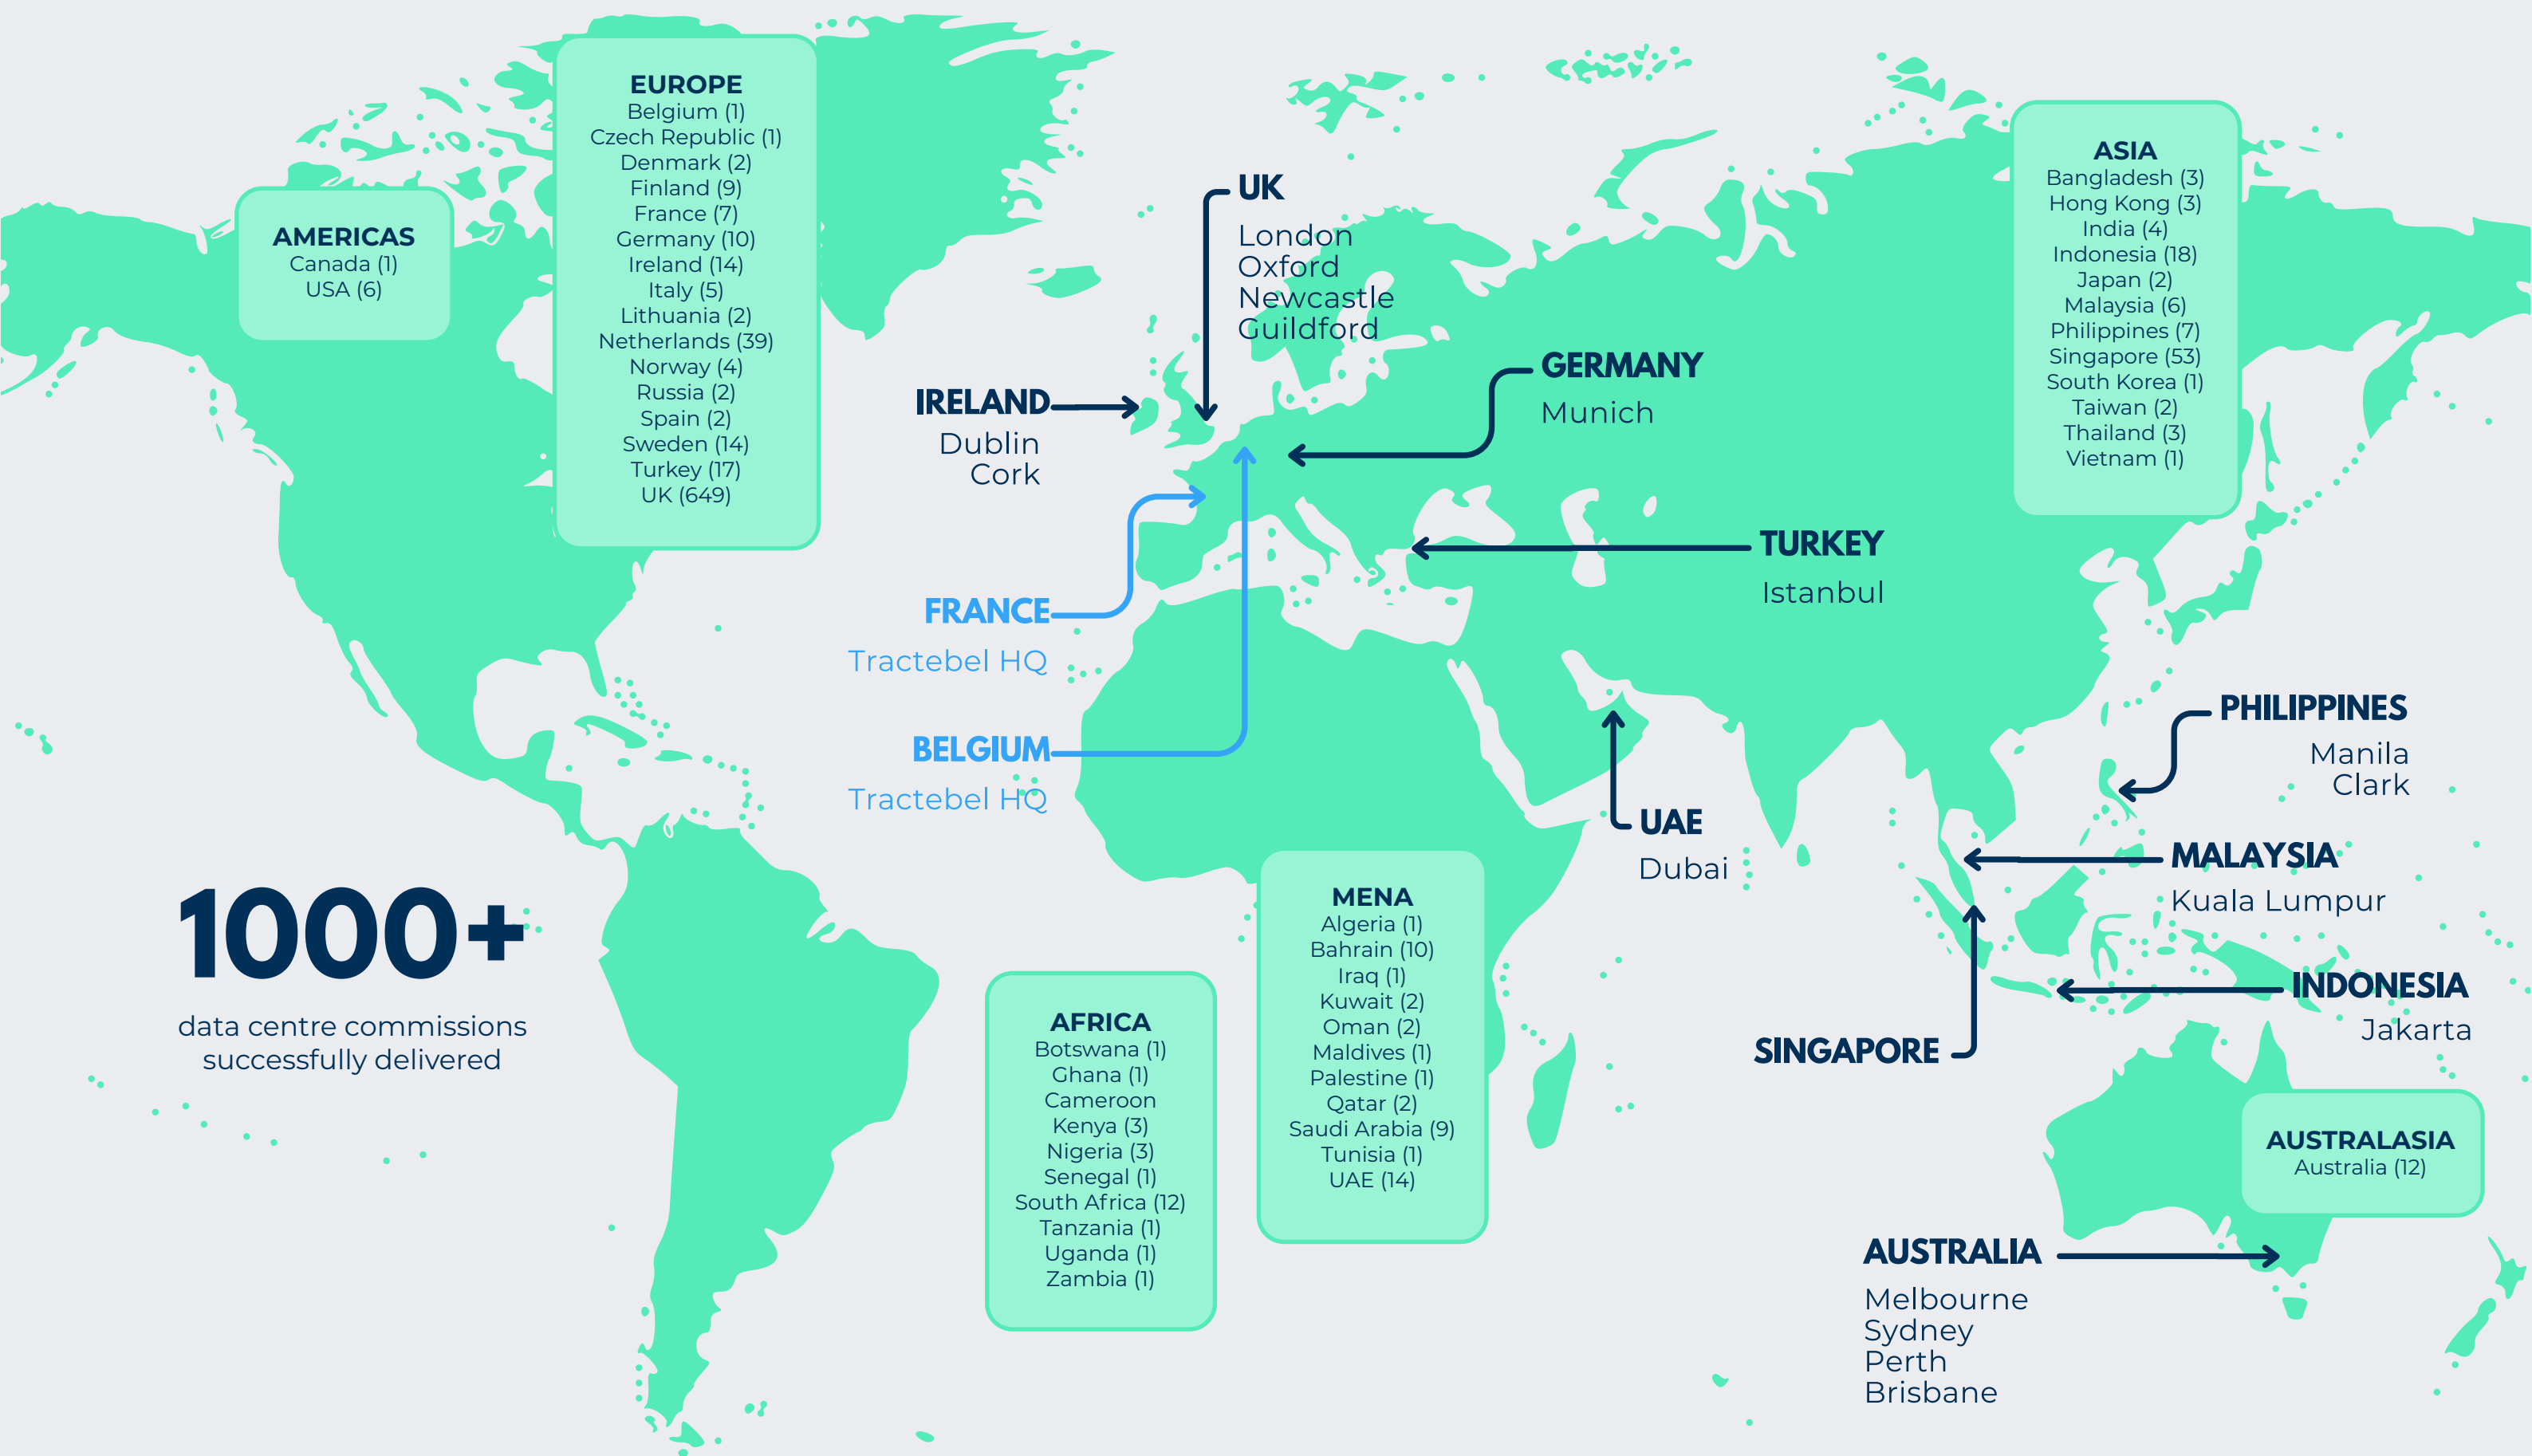 EUROPE
Belgium (1)
Czech Republic (1)
Denmark (2)
Finland (9)
France (7)
Germany (10)
Ireland (14)
Italy (5)
Lithuania (2)
Netherlands (39)
Norway (4)
Russia (2)
Spain (2)
Sweden (14)
Turkey (17)
UK (649)
AMERICAS
Canada (1)
USA (6)
ASIA
Bangladesh (3)
Hong Kong (3)
India (4)
Indonesia (18)
Japan (2)
Malaysia (6)
Philippines (7)
Singapore (53)
South Korea (1)
Taiwan (2)
Thailand (3)
Vietnam (1)
UK
London
Oxford
Newcastle
Guildford
GERMANY
Munich
IRELAND
Dublin
Cork
TURKEY
Istanbul
FRANCE
Tractebel HQ
BELGIUM
Tractebel HQ
PHILIPPINES
Manila
Clark
UAE
Dubai
MALAYSIA
Kuala Lumpur
INDONESIA
Jakarta
SINGAPORE
1000+
data centre commissions
successfully delivered
MENA
Algeria (1)
Bahrain (10)
Iraq (1)
Kuwait (2)
Oman (2)
Maldives (1)
Palestine (1)
Qatar (2)
Saudi Arabia (9)
Tunisia (1)
UAE (14)
AFRICA
Botswana (1)
Ghana (1)
Cameroon
Kenya (3)
Nigeria (3)
Senegal (1)
South Africa (12)
Tanzania (1)
Uganda (1)
Zambia (1)
AUSTRALASIA
Australia (12)
AUSTRALIA
Melbourne
Sydney
Perth
Brisbane